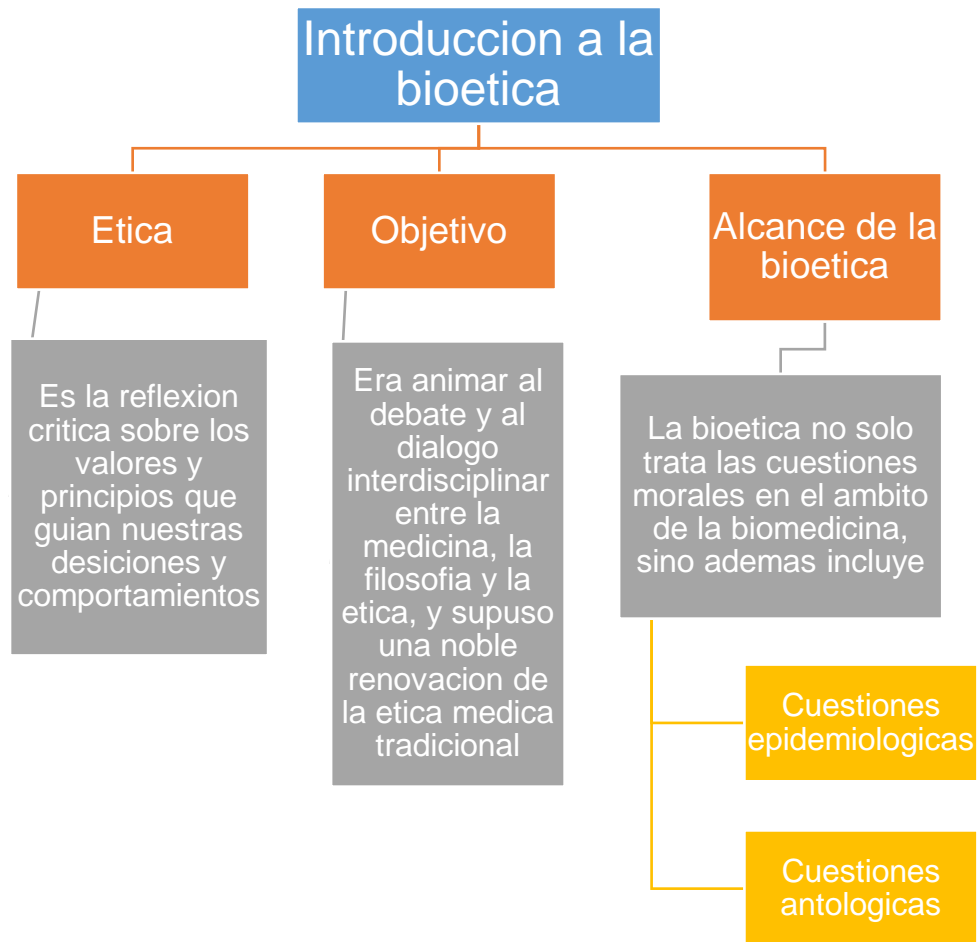 Introduccion a la
bioetica
Etica
Objetivo
Alcance de la
bioetica
Es la reflexion
critica sobre los
valores y
principios que
guian nuestras
desiciones y
comportamientos
Era animar al
debate y al
dialogo
interdisciplinar
entre la
medicina, la
filosofia y la
etica, y supuso
una noble
renovacion de
la etica medica
tradicional
La bioetica no solo
trata las cuestiones
morales en el ambito
de la biomedicina,
sino ademas incluye
Cuestiones
epidemiologicas
Cuestiones
antologicas